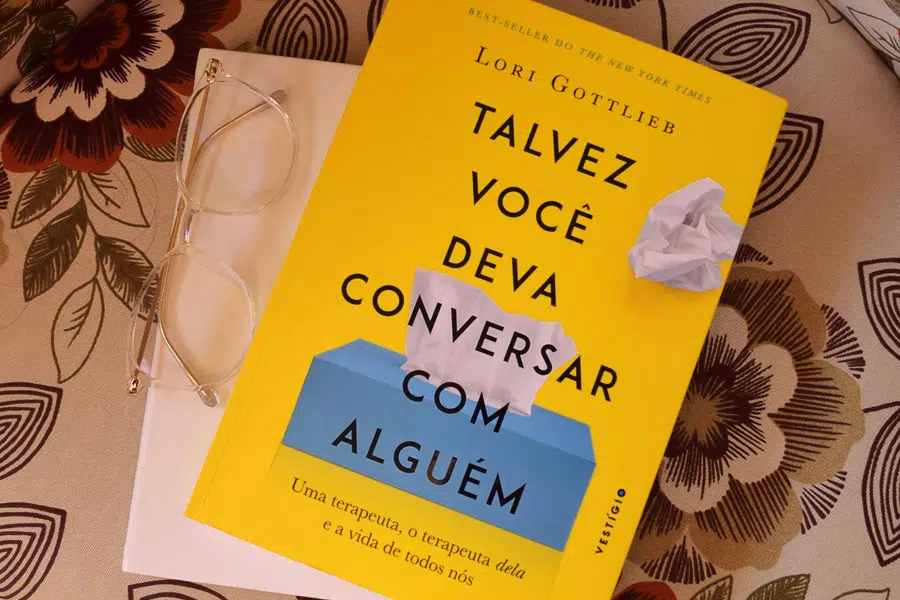 BEST-SELLER DO THE NEW YORK TIMES
LORI GOTTLIEB
TALVEZ
VOCÊ
DEVA
CONVERSAR
COM
ALGUÉM
Uma terapeuta, o terapeuta dela
e a vida de todos nós
VESTÍGIO